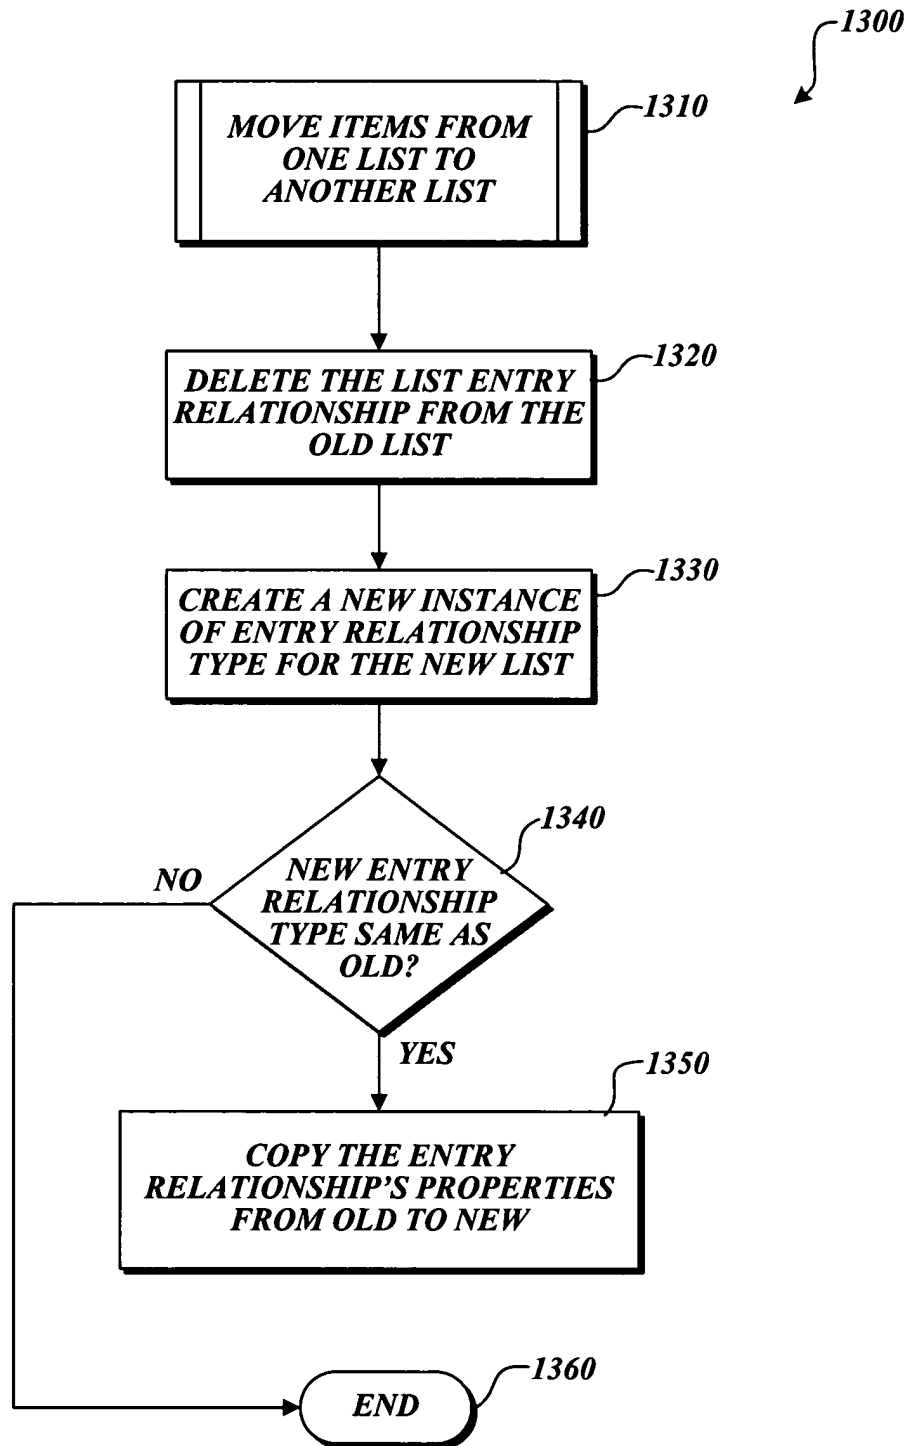 1300
MOVE ITEMS FROM
ONE LIST TO
ANOTHER LIST
1310
DELETE THE LIST ENTRY
RELATIONSHIP FROM THE
OLD LIST
1320
CREATE A NEW INSTANCE
OF ENTRY RELATIONSHIP
TYPE FOR THE NEW LIST
1330
NEW ENTRY
RELATIONSHIP
TYPE SAME AS
OLD?
1340
NO
YES
COPY THE ENTRY
RELATIONSHIP'S PROPERTIES
FROM OLD TO NEW
1350
END
1360